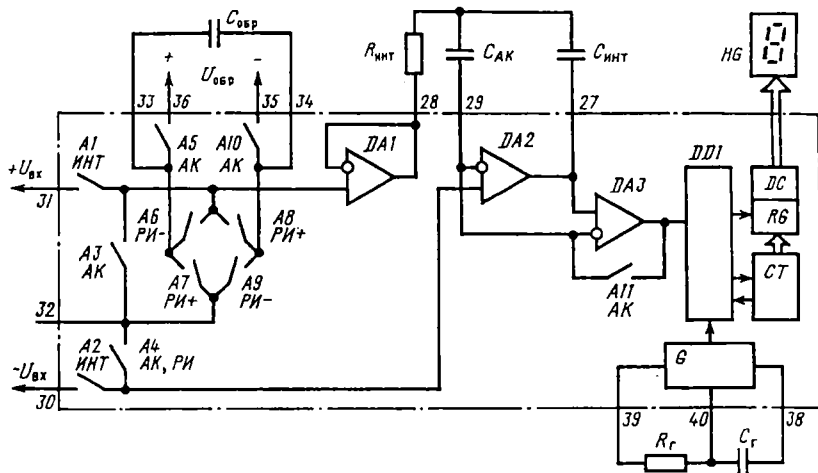 Cобр
+
−
Uобр
33
36
35
34
Rинт
CАК
Cинт
HG
28
29
27
A1
ИНТ
A5
АК
A10
АК
DA1
DA2
DD1
DC
RG
CT
+Uвх
31
A6
РИ−
A8
РИ+
DA3
A3
АК
A7
РИ+
A9
РИ−
A11
АК
32
A2
ИНТ
A4
АК, РИ
~Uвх
30
G
39
40
38
Rг
Cг